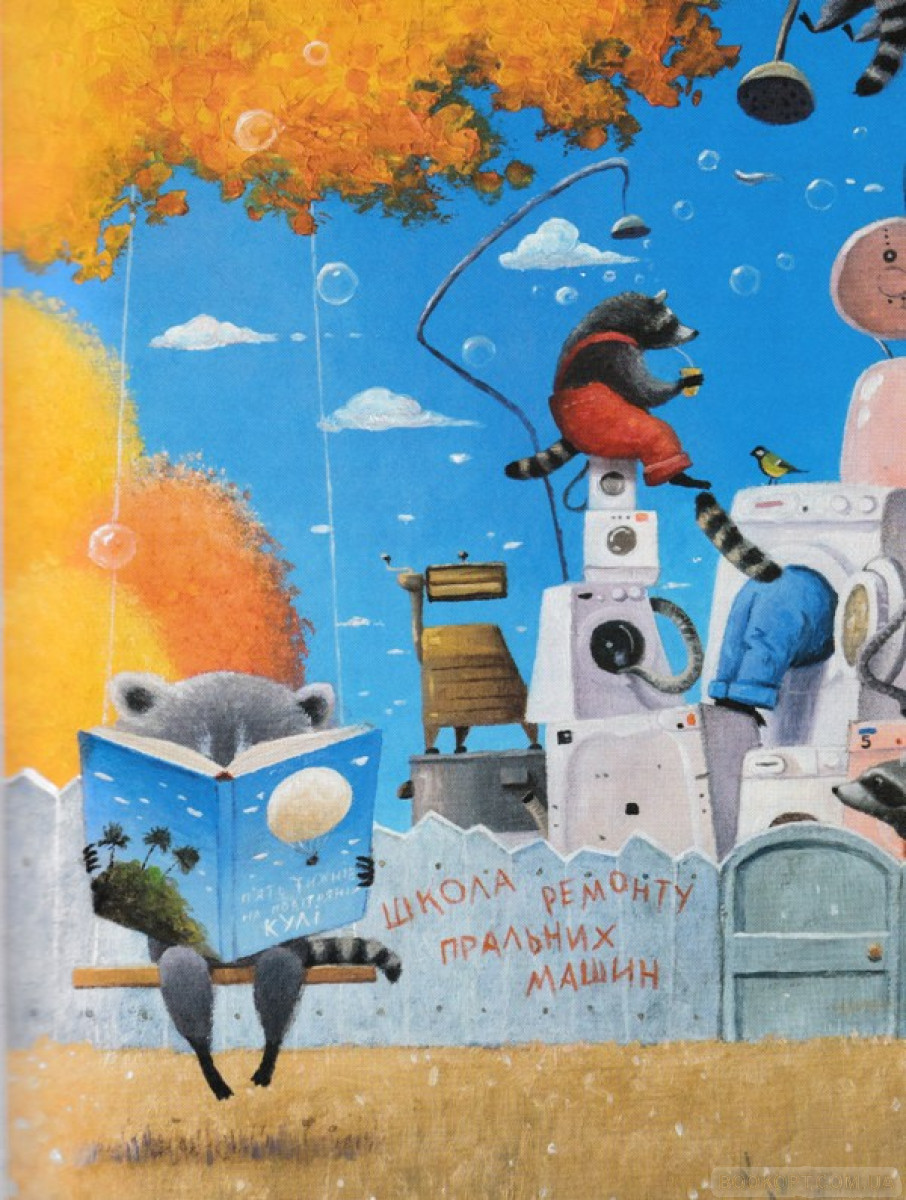 П'ЯТЬ ТИЖНІВ
НА ПОВІТРЯНІЙ
КУЛІ
ШКОЛА РЕМОНТУ
ПРАЛЬНИХ
МАШИН
5